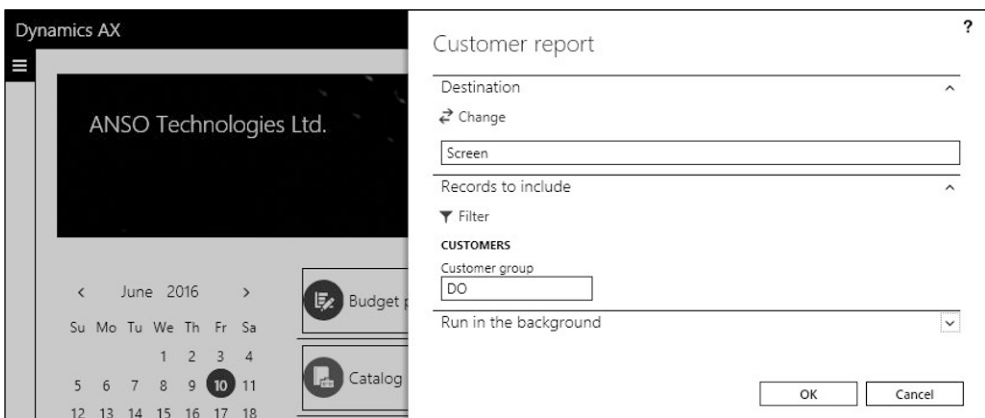 Dynamics AX
?
Customer report
Destination
Change
ANSO Technologies Ltd.
Screen
Records to include
Filter
CUSTOMERS
Customer group
DO
Run in the background
June 2016
Su Mo Tu We Th Fr Sa
1 2 3 4
5 6 7 8 9 10 11
12 13 14 15 16 17 18
Budget p
Catalog
OK
Cancel